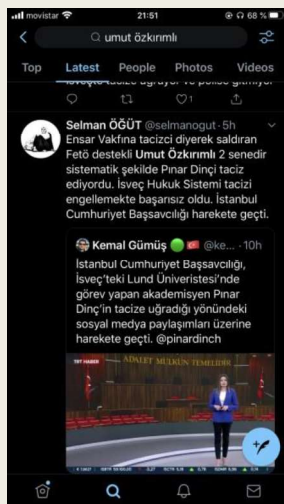 movistar 21:51 68 %
umut özkırımlı
Top Latest People Photos Videos
1
Selman ÖĞÜT @selmanogut · 5h
Ensar Vakfına tacizci diyerek saldıran
Fetö destekli Umut Özkırımlı 2 senedir
sistematik şekilde Pınar Dinçi taciz
ediyordu. İsveç Hukuk Sistemi tacizi
engellemekte başarısız oldu. İstanbul
Cumhuriyet Başsavcılığı harekete geçti.
Kemal Gümüş @ke... · 10h
İstanbul Cumhuriyet Başsavcılığı,
İsveç'teki Lund Üniveristesi'nde
görev yapan akademisyen Pınar
Dinç'in tacize uğradığı yönündeki
sosyal medya paylaşımları üzerine
harekete geçti. @pinardinch
TRT HABER
ADALET MÜLKÜN TEMELİDİR